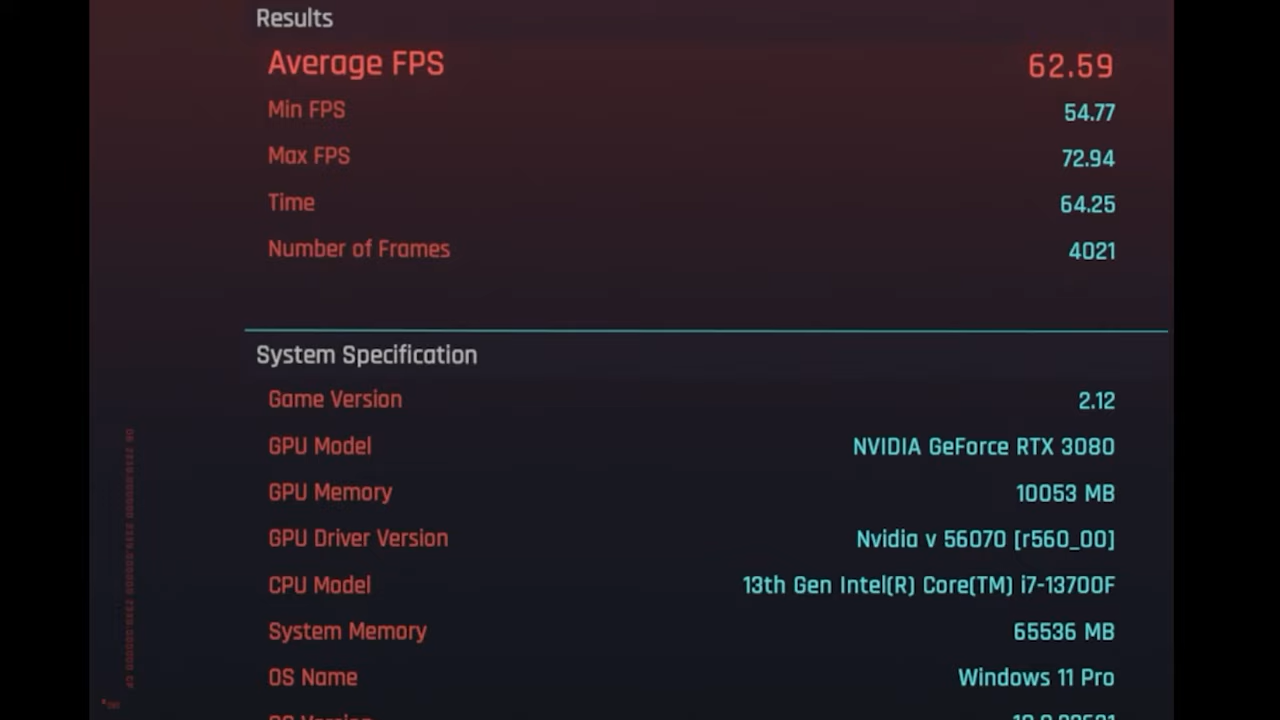 Results
Average FPS 62.59
Min FPS 54.77
Max FPS 72.94
Time 64.25
Number of Frames 4021
System Specification
Game Version 2.12
GPU Model NVIDIA GeForce RTX 3080
GPU Memory 10053 MB
GPU Driver Version Nvidia v 56070 [r560_00]
CPU Model 13th Gen Intel(R) Core(TM) i7-13700F
System Memory 65536 MB
OS Name Windows 11 Pro